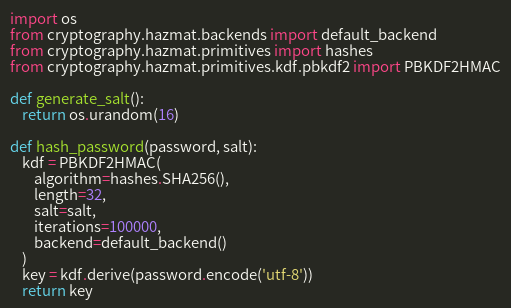 import os
from cryptography.hazmat.backends import default_backend
from cryptography.hazmat.primitives import hashes
from cryptography.hazmat.primitives.kdf.pbkdf2 import PBKDF2HMAC

def generate_salt():
    return os.urandom(16)

def hash_password(password, salt):
    kdf = PBKDF2HMAC(
        algorithm=hashes.SHA256(),
        length=32,
        salt=salt,
        iterations=100000,
        backend=default_backend()
    )
    key = kdf.derive(password.encode('utf-8'))
    return key